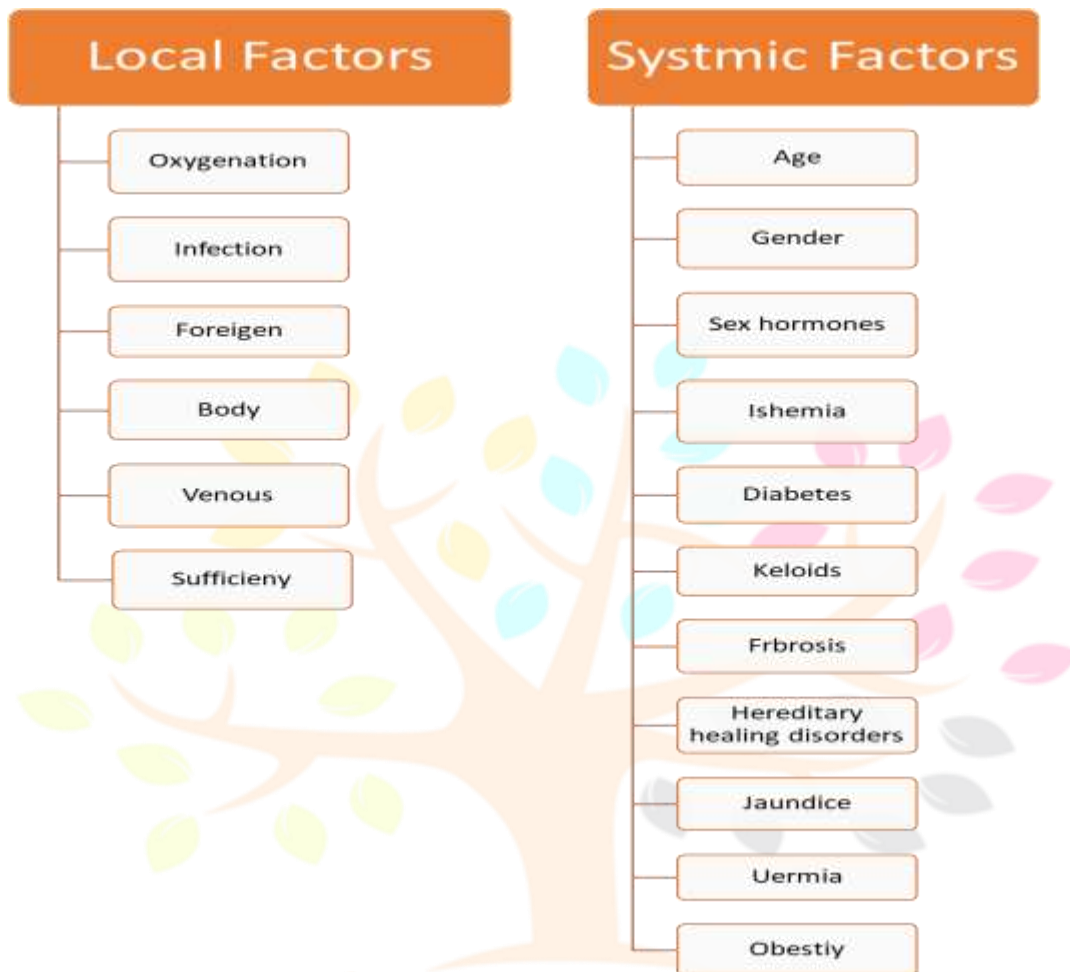 Local Factors
Oxygenation
Infection
Foreigen
Body
Venous
Sufficieny
Systmic Factors
Age
Gender
Sex hormones
Ishemia
Diabetes
Keloids
Frbrosis
Hereditary
healing disorders
Jaundice
Uermia
Obestiy